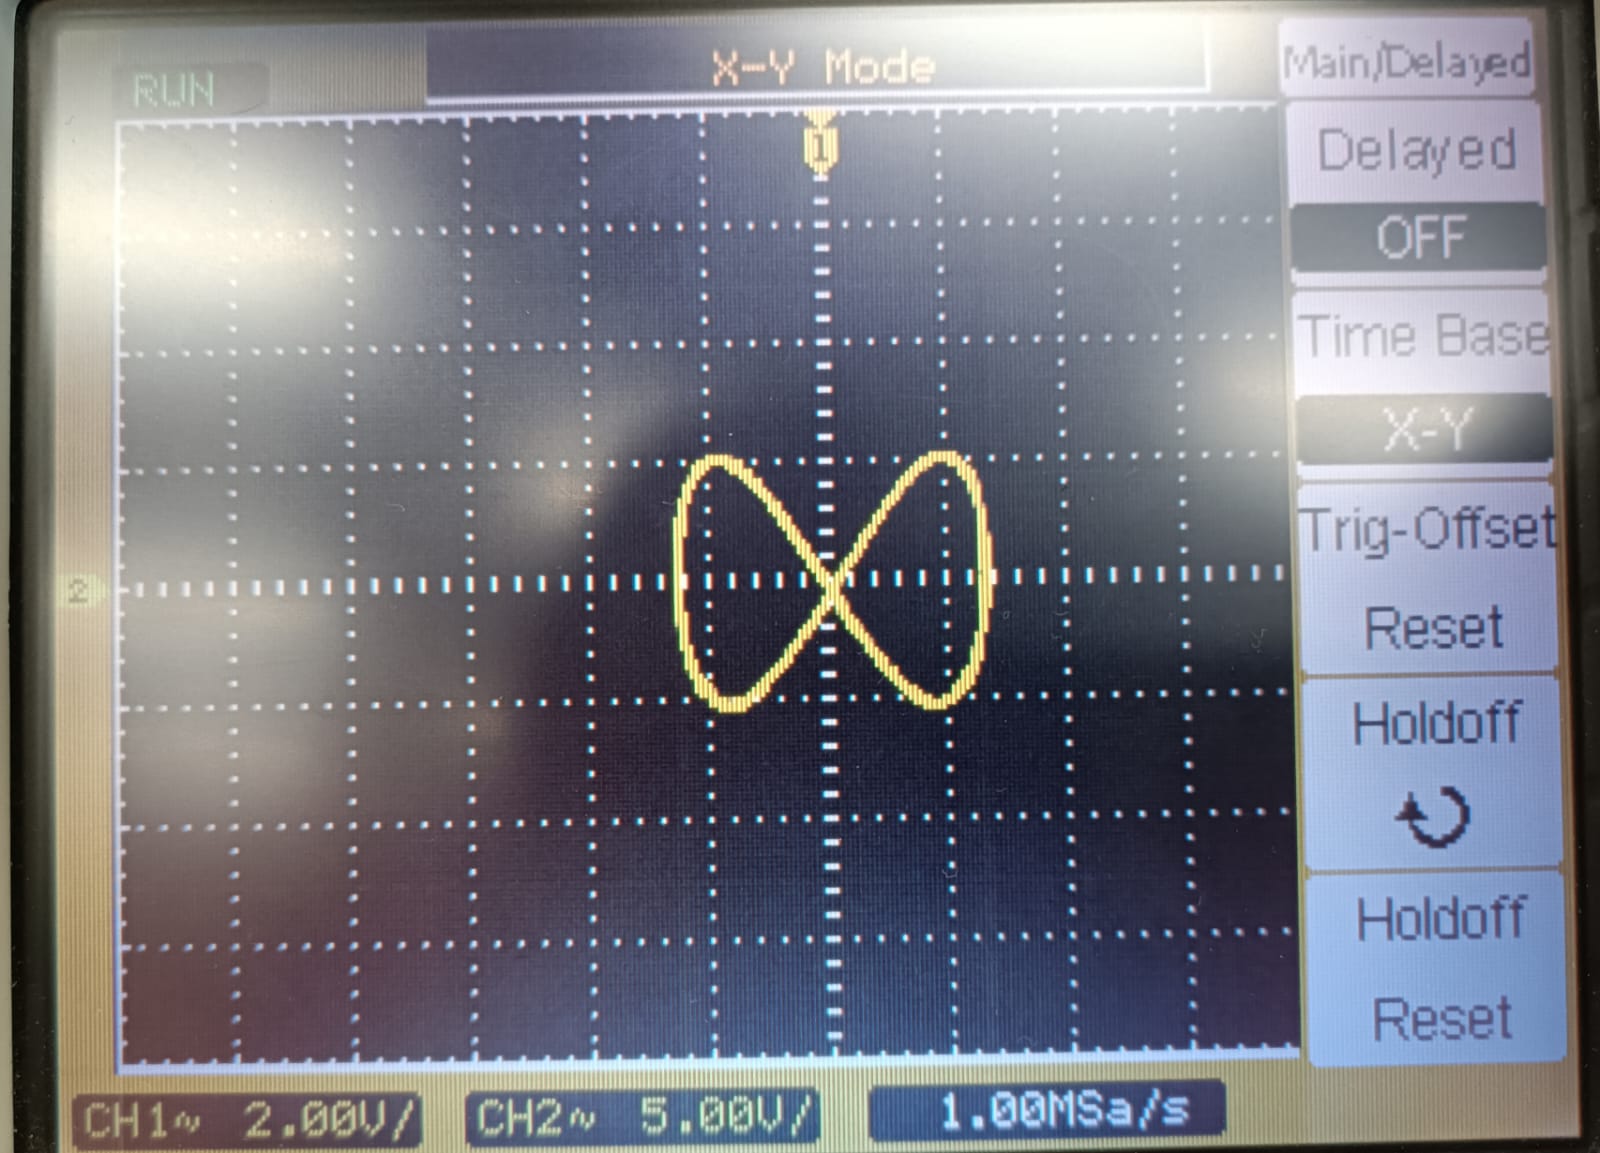 RUN
X-Y Mode
Main/Delayed
1
Delayed
OFF
Time Base
X-Y
Trig-Offset
Reset
2
Holdoff
Holdoff
Reset
CH1~ 2.00V/
CH2~ 5.00V/
1.00MSa/s